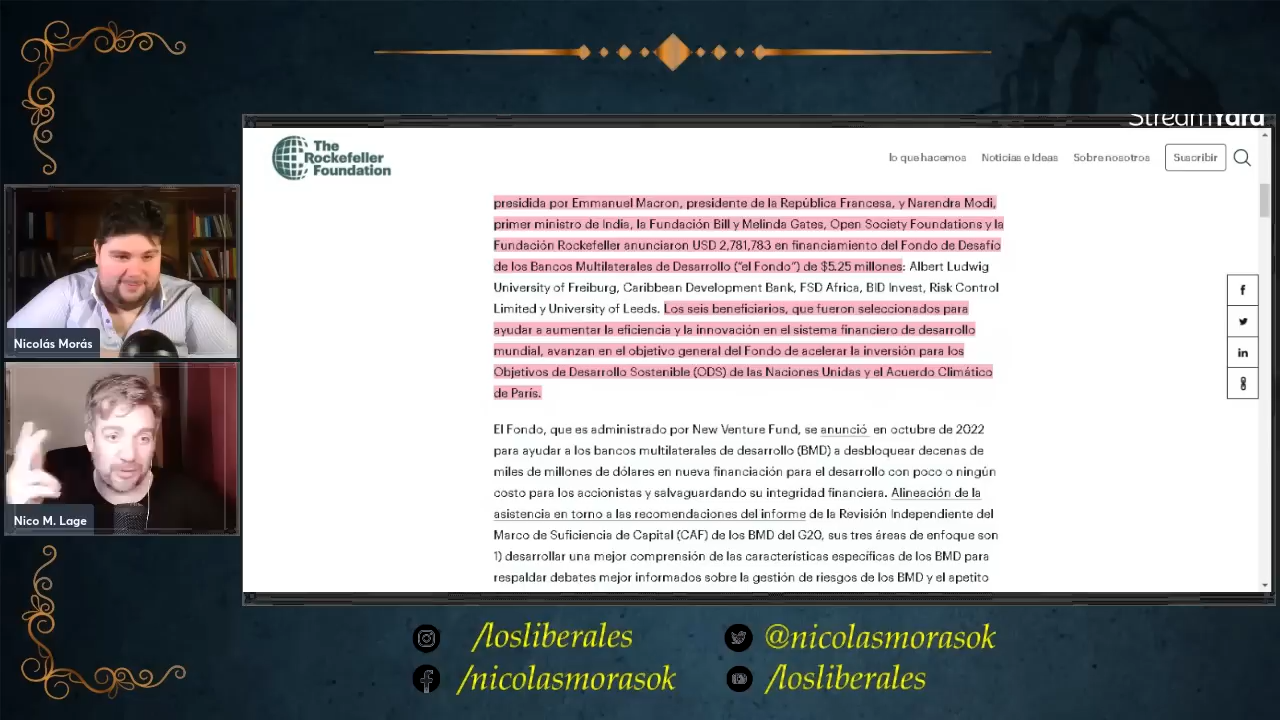 StreamYard
The
Rockefeller
Foundation
lo que hacemos Noticias e Ideas Sobre nosotros Suscribir
presidida por Emmanuel Macron, presidente de la República Francesa, y Narendra Modi,
primer ministro de India, la Fundación Bill y Melinda Gates, Open Society Foundations y la
Fundación Rockefeller anunciaron USD 2,781,783 en financiamiento del Fondo de Desafío
de los Bancos Multilaterales de Desarrollo (“el Fondo”) de $5.25 millones: Albert Ludwig
University of Freiburg, Caribbean Development Bank, FSD Africa, BID Invest, Risk Control
Limited y University of Leeds. Los seis beneficiarios, que fueron seleccionados para
ayudar a aumentar la eficiencia y la innovación en el sistema financiero de desarrollo
mundial, avanzan en el objetivo general del Fondo de acelerar la inversión para los
Objetivos de Desarrollo Sostenible (ODS) de las Naciones Unidas y el Acuerdo Climático
de París.
El Fondo, que es administrado por New Venture Fund, se anunció en octubre de 2022
para ayudar a los bancos multilaterales de desarrollo (BMD) a desbloquear decenas de
miles de millones de dólares en nueva financiación para el desarrollo con poco o ningún
costo para los accionistas y salvaguardando su integridad financiera. Alineación de la
asistencia en torno a las recomendaciones del informe de la Revisión Independiente del
Marco de Suficiencia de Capital (CAF) de los BMD del G20, sus tres áreas de enfoque son
1) desarrollar una mejor comprensión de las características específicas de los BMD para
respaldar debates mejor informados sobre la gestión de riesgos de los BMD y el apetito
Nicolás Morás
Nico M. Lage
/losliberales
@nicolasmorasok
/nicolasmorasok
/losliberales